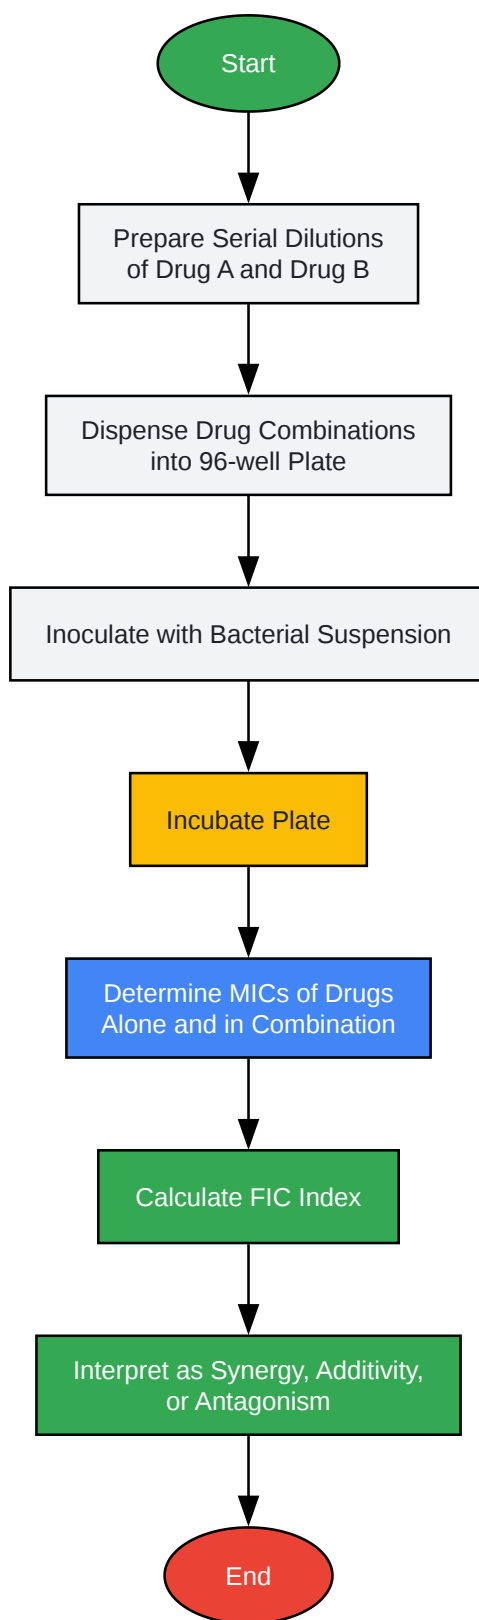 Start
Prepare Serial Dilutions
of Drug A and Drug B
Dispense Drug Combinations
into 96-well Plate
Inoculate with Bacterial Suspension
Incubate Plate
Determine MICs of Drugs
Alone and in Combination
Calculate FIC Index
Interpret as Synergy, Additivity,
or Antagonism
End